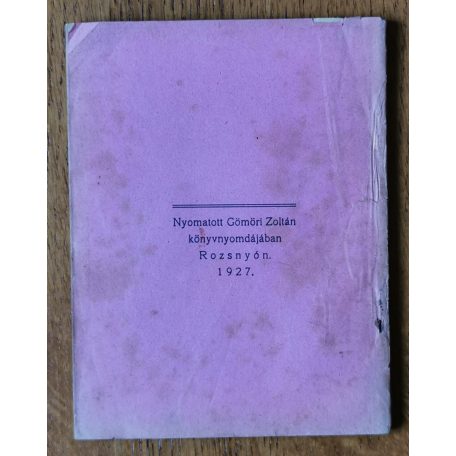 Nyomatott Gömöri Zoltán
könyvnyomdájában
Rozsnyón.
1927.